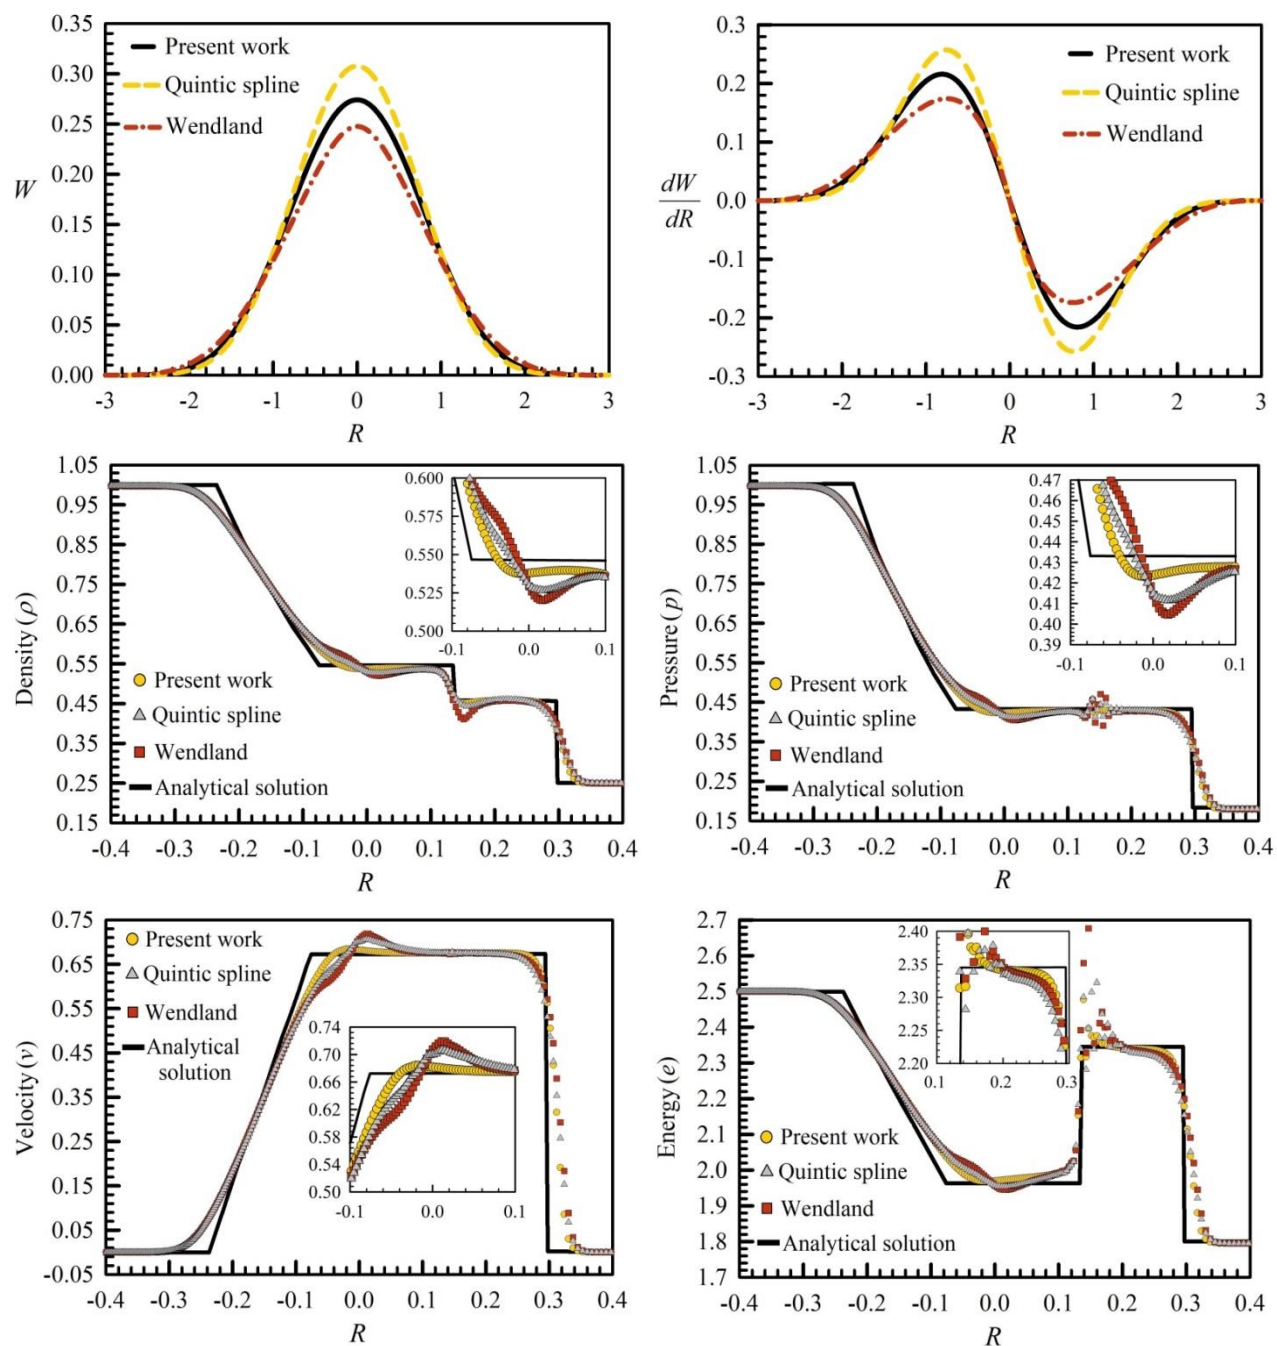 0.35
0.30
0.25
0.20
W
0.15
0.10
0.05
0.00
-3 -2 -1 0 1 2 3
R
Present work
Quintic spline
Wendland
0.3
0.2
0.1
0.0
dW
dR
-0.1
-0.2
-0.3
-3 -2 -1 0 1 2 3
R
Present work
Quintic spline
Wendland
1.05
0.95
0.85
0.75
0.65
0.55
0.45
0.35
0.25
0.15
Density (ρ)
-0.4 -0.3 -0.2 -0.1 0.0 0.1 0.2 0.3 0.4
R
0.600
0.575
0.550
0.525
0.500
-0.1 0.0 0.1
Present work
Quintic spline
Wendland
Analytical solution
1.05
0.95
0.85
0.75
0.65
0.55
0.45
0.35
0.25
0.15
Pressure (p)
-0.4 -0.3 -0.2 -0.1 0.0 0.1 0.2 0.3 0.4
R
0.47
0.46
0.45
0.44
0.43
0.42
0.41
0.40
0.39
-0.1 0.0 0.1
Present work
Quintic spline
Wendland
Analytical solution
0.75
0.65
0.55
0.45
0.35
0.25
0.15
0.05
-0.05
Velocity (v)
-0.4 -0.3 -0.2 -0.1 0.0 0.1 0.2 0.3 0.4
R
Present work
Quintic spline
Wendland
Analytical
solution
0.74
0.70
0.66
0.62
0.58
0.54
0.50
-0.1 0.0 0.1
2.7
2.6
2.5
2.4
2.3
2.2
2.1
2.0
1.9
1.8
1.7
Energy (e)
-0.4 -0.3 -0.2 -0.1 0.0 0.1 0.2 0.3 0.4
R
2.40
2.35
2.30
2.25
2.20
0.1 0.2 0.3
Present work
Quintic spline
Wendland
Analytical solution